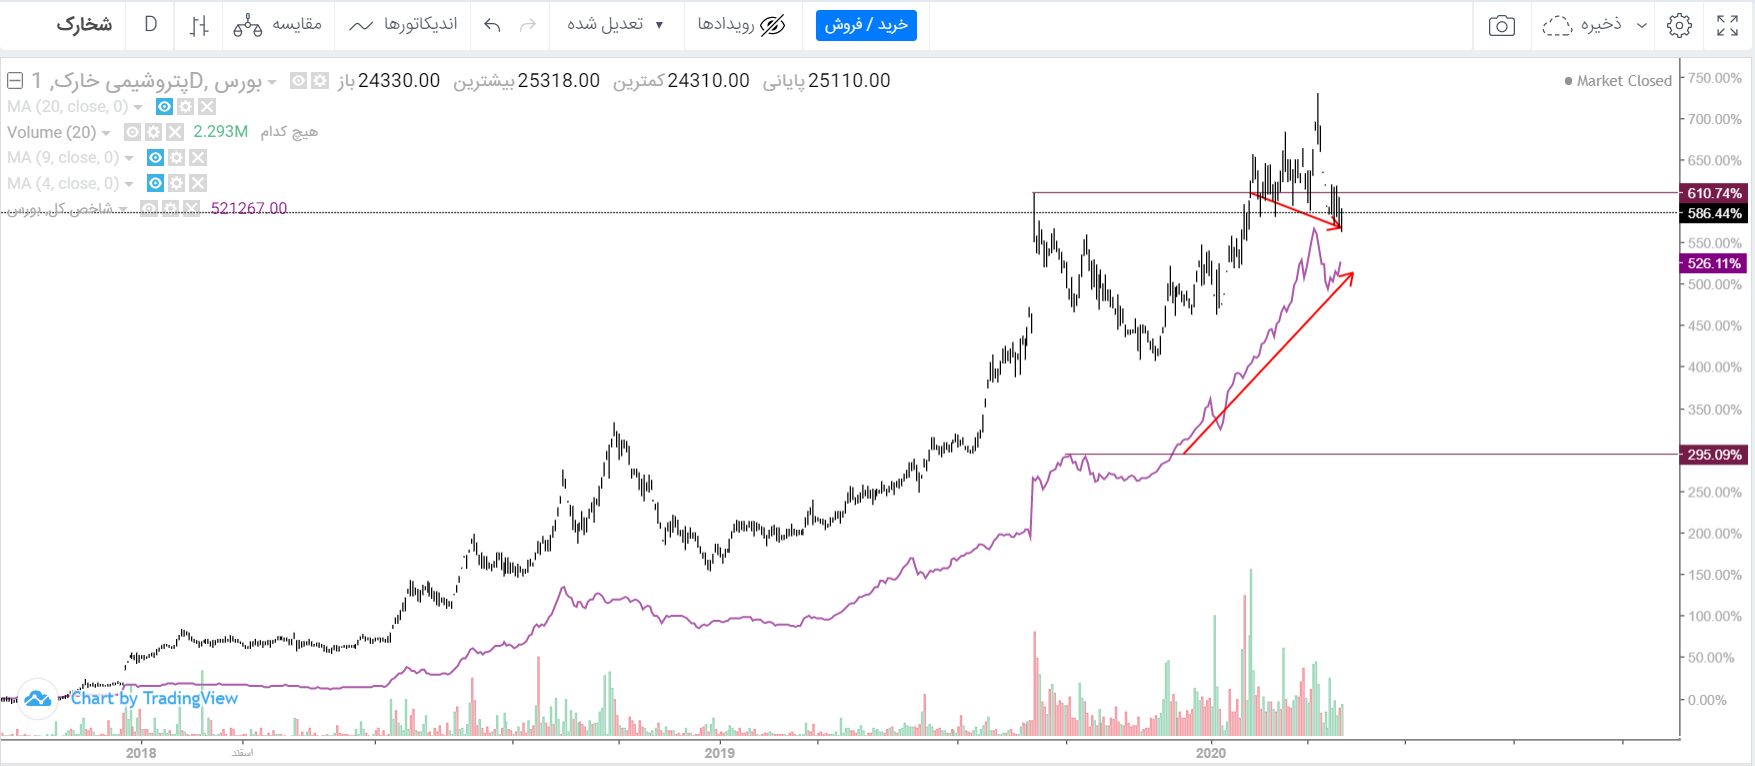 شخارک D مقایسه اندیکاتورها تعدیل شده رویدادها خرید / فروش ذخیره
پتروشیمی خارک, 1D, بورس باز 24330.00 بیشترین 25318.00 کمترین 24310.00 پایانی 25110.00
Market Closed
MA (20, close, 0)
Volume (20) 2.293M هیچ کدام
MA (9, close, 0)
MA (4, close, 0)
شاخص کل, بورس 521267.00
750.00%
700.00%
650.00%
610.74%
586.44%
550.00%
526.11%
500.00%
450.00%
400.00%
350.00%
295.09%
250.00%
200.00%
150.00%
100.00%
50.00%
0.00%
Chart by TradingView
2018 اسفند 2019 2020